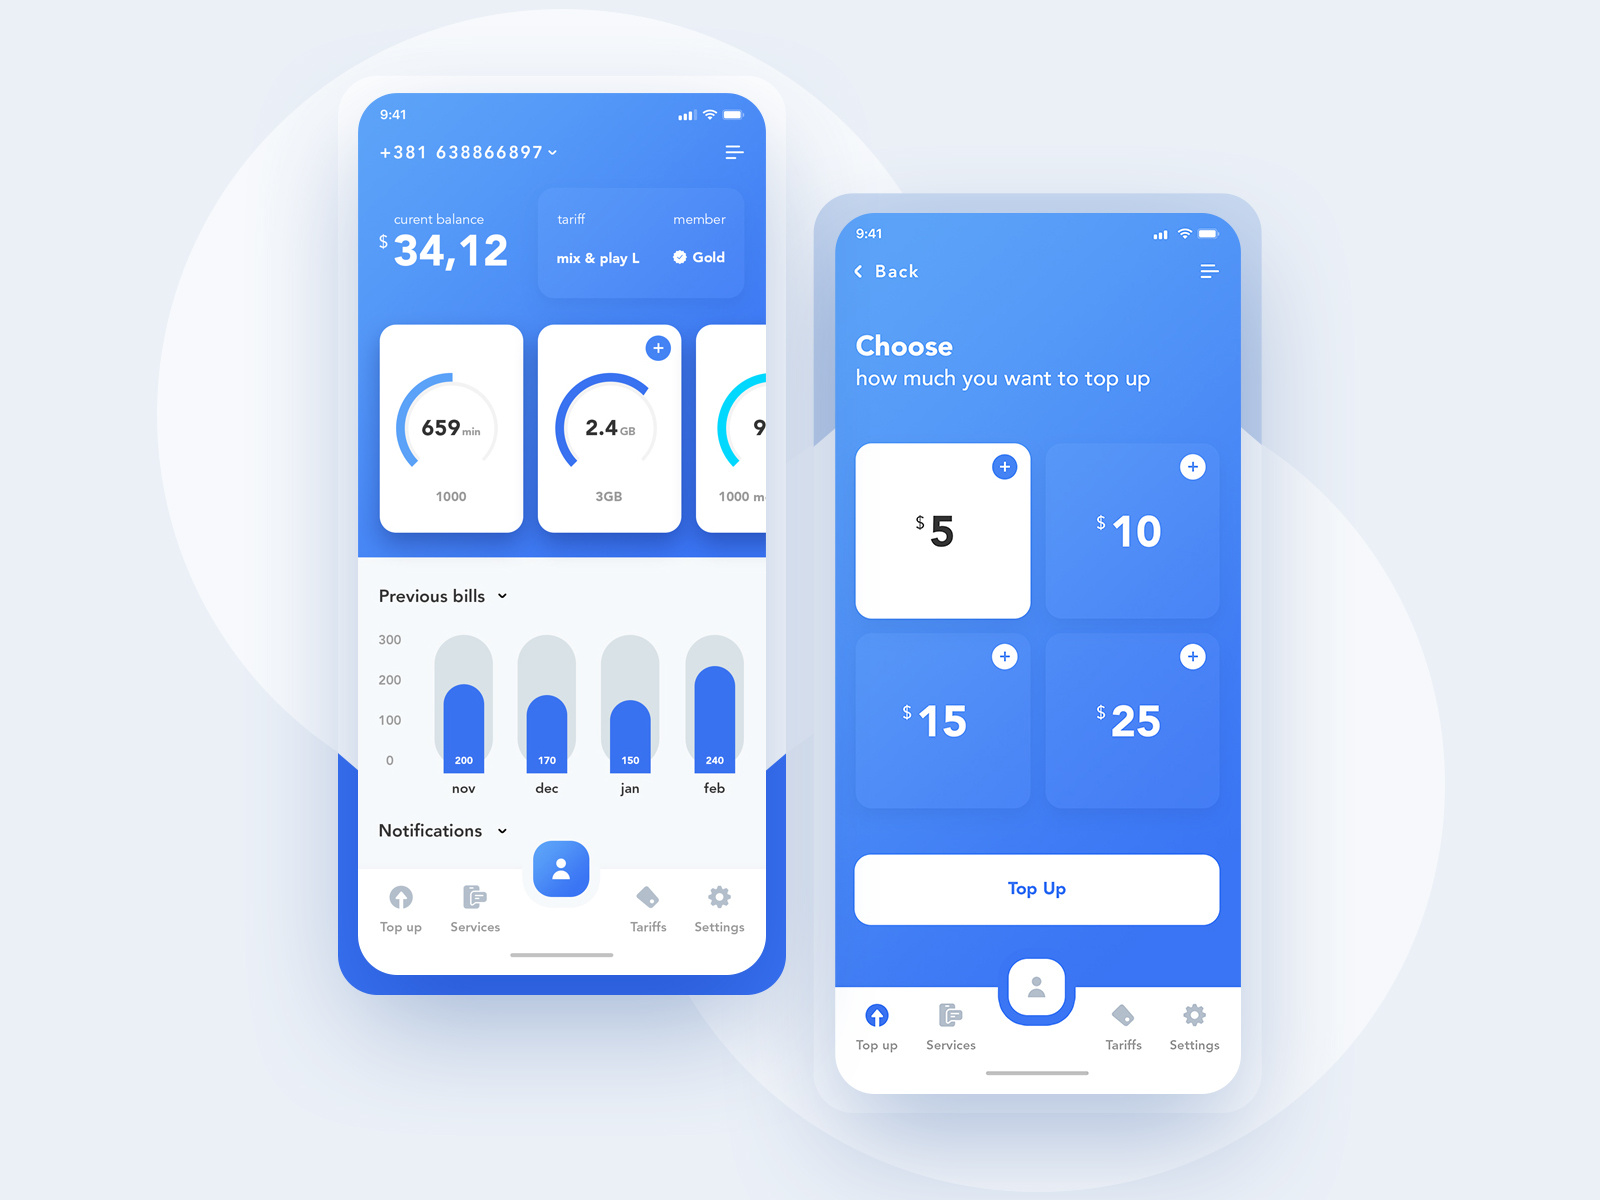 9:41
+381 638866897
curent balance
$ 34,12
tariff
member
mix & play L
Gold
659 min
1000
2.4 GB
3GB
9
1000 m
Previous bills
300
200
100
0
200
170
150
240
nov
dec
jan
feb
Notifications
Top up
Services
Tariffs
Settings
9:41
Back
Choose
how much you want to top up
$ 5
$ 10
$ 15
$ 25
Top Up
Top up
Services
Tariffs
Settings